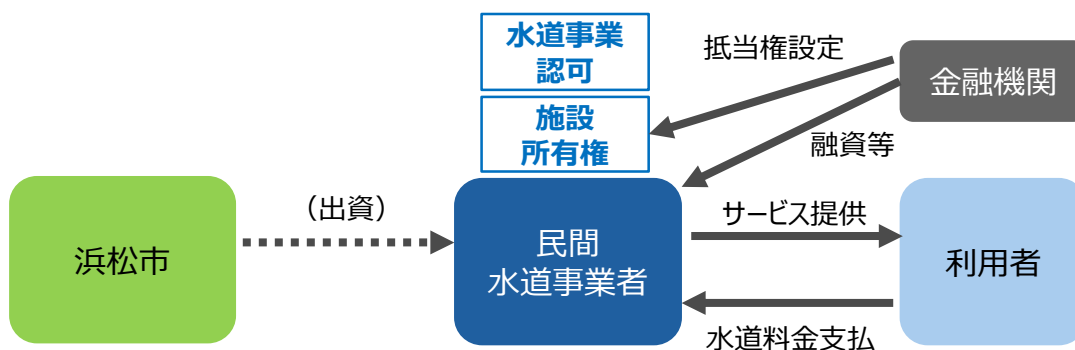 水道事業
認可
抵当権設定
金融機関
施設
所有権
融資等
浜松市
（出資）
民間
水道事業者
サービス提供
利用者
水道料金支払